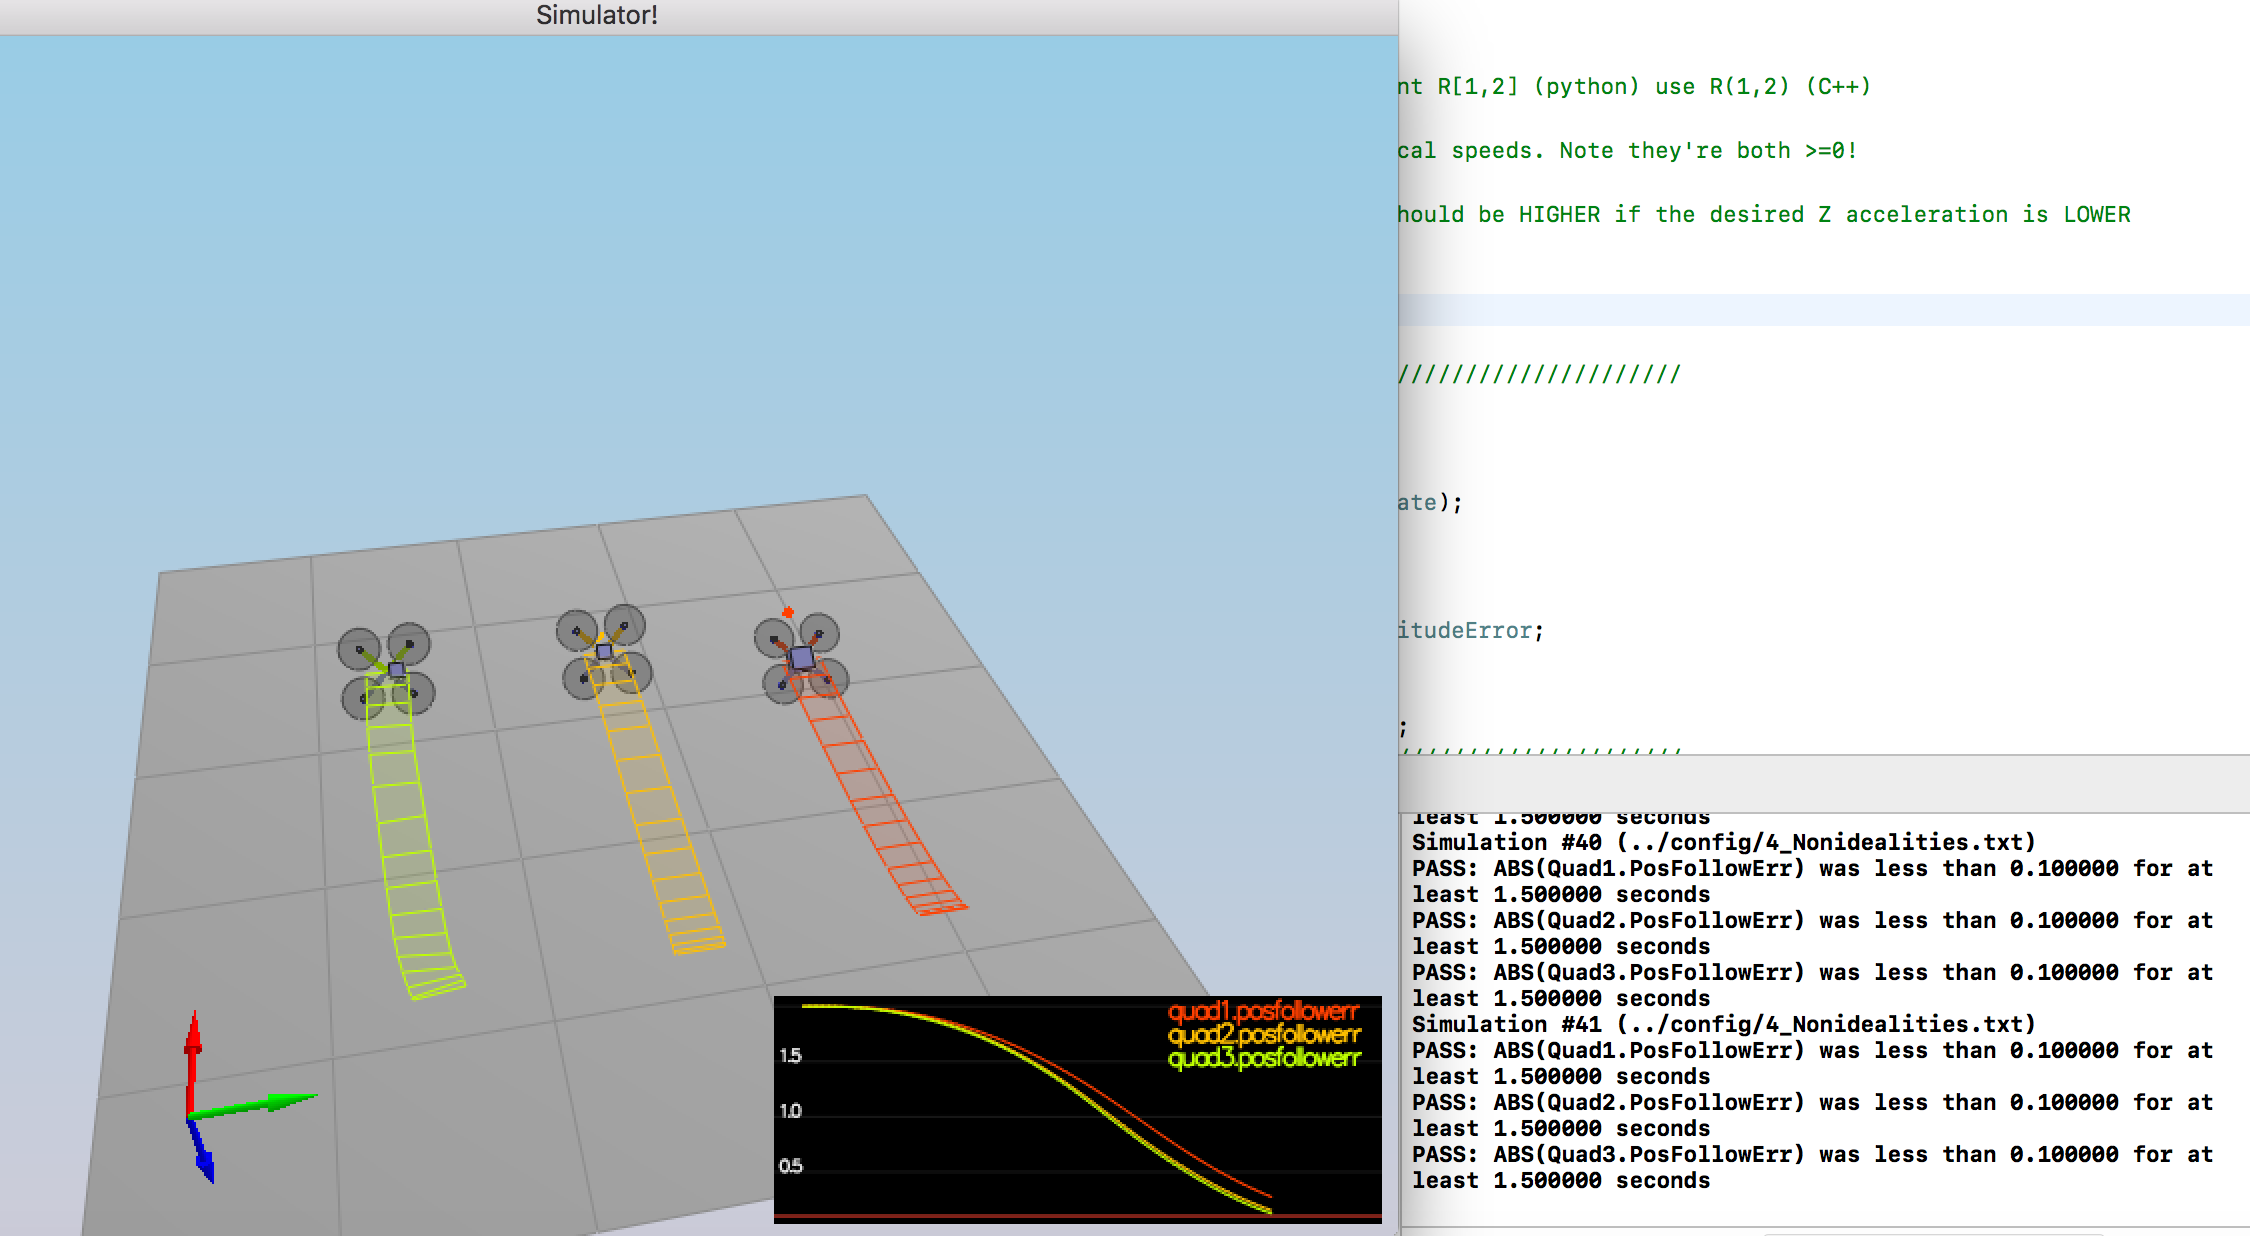 Simulator!
nt R[1,2] (python) use R(1,2) (C++)
cal speeds. Note they're both >=0!
hould be HIGHER if the desired Z acceleration is LOWER
/////////////////////
ate);
itudeError;
;
/////////////////////
quad1.posfollowerr
quad2.posfollowerr
quad3.posfollowerr
1.5
1.0
0.5
least 1.500000 seconds
Simulation #40 (../config/4_Nonidealities.txt)
PASS: ABS(Quad1.PosFollowErr) was less than 0.100000 for at
least 1.500000 seconds
PASS: ABS(Quad2.PosFollowErr) was less than 0.100000 for at
least 1.500000 seconds
PASS: ABS(Quad3.PosFollowErr) was less than 0.100000 for at
least 1.500000 seconds
Simulation #41 (../config/4_Nonidealities.txt)
PASS: ABS(Quad1.PosFollowErr) was less than 0.100000 for at
least 1.500000 seconds
PASS: ABS(Quad2.PosFollowErr) was less than 0.100000 for at
least 1.500000 seconds
PASS: ABS(Quad3.PosFollowErr) was less than 0.100000 for at
least 1.500000 seconds